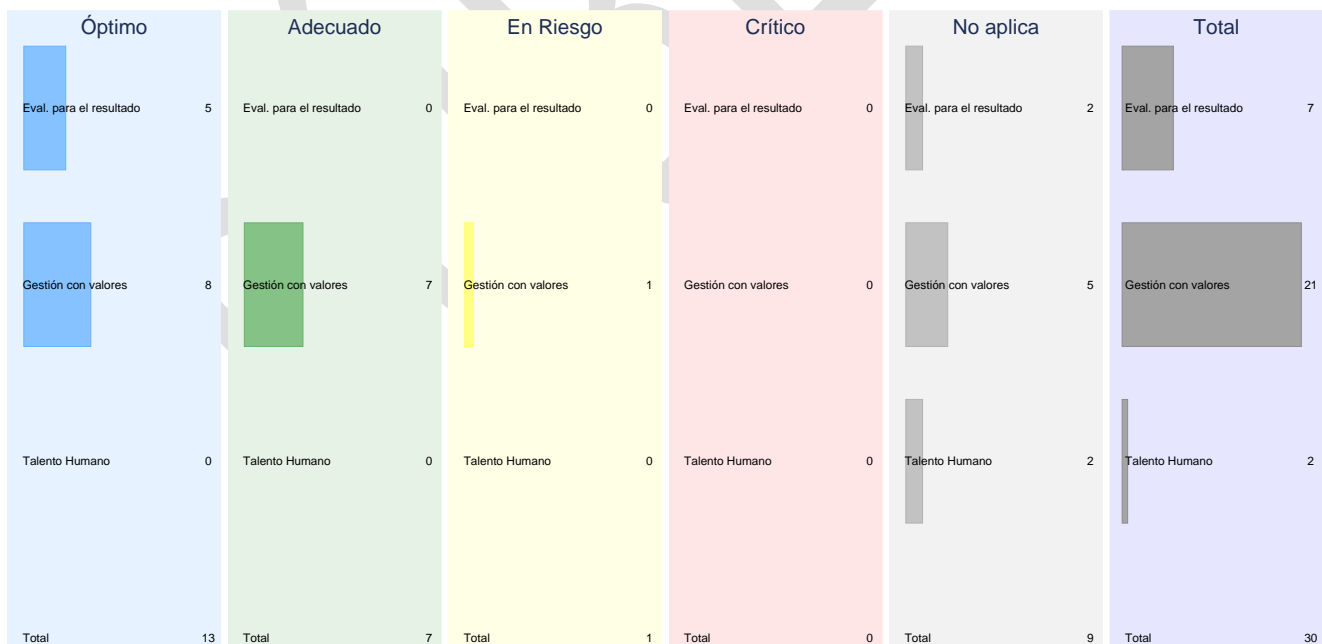 Óptimo Adecuado En Riesgo Crítico No aplica Total
Eval. para el resultado 5 Eval. para el resultado 0 Eval. para el resultado 0 Eval. para el resultado 0 Eval. para el resultado 2 Eval. para el resultado 7
Gestión con valores 8 Gestión con valores 7 Gestión con valores 1 Gestión con valores 0 Gestión con valores 5 Gestión con valores 21
Talento Humano 0 Talento Humano 0 Talento Humano 0 Talento Humano 0 Talento Humano 2 Talento Humano 2
Total 13 Total 7 Total 1 Total 0 Total 9 Total 30